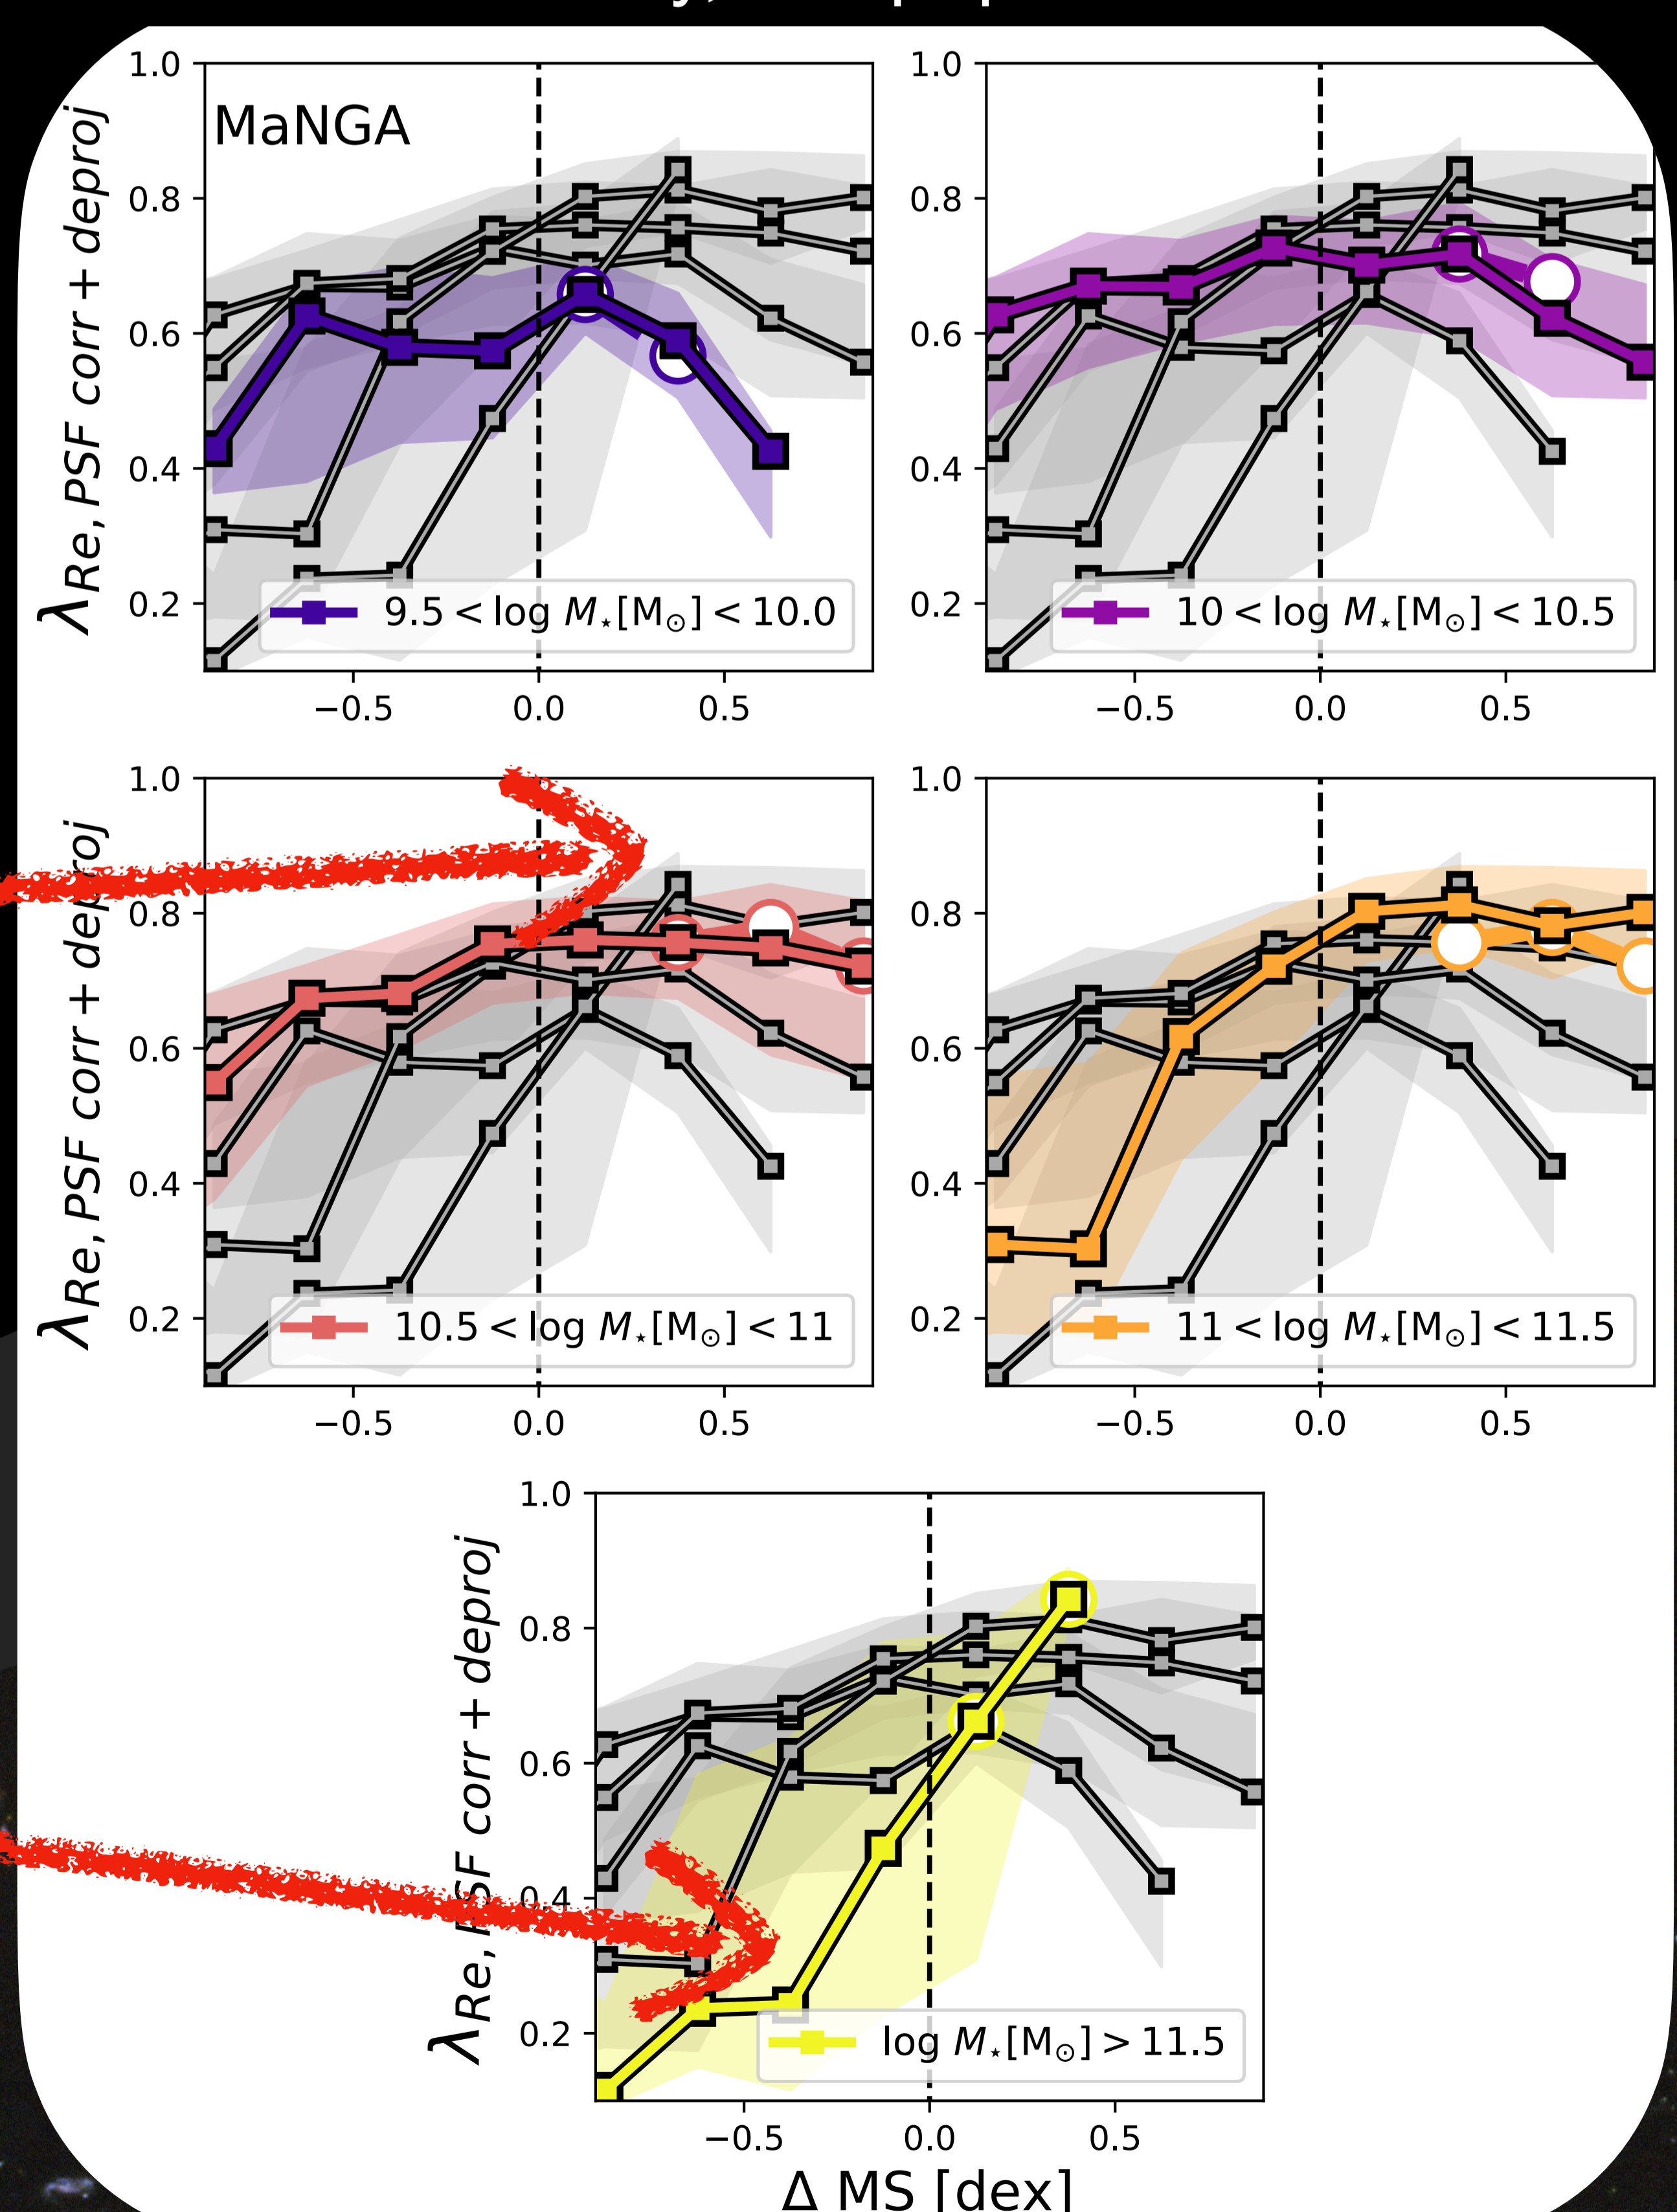 1.0
0.8
0.6
0.4
0.2
λRe, PSF corr + deproj
MaNGA
9.5 < log M⋆[M⊙] < 10.0
−0.5 0.0 0.5
1.0
0.8
0.6
0.4
0.2
10 < log M⋆[M⊙] < 10.5
−0.5 0.0 0.5
1.0
0.8
0.6
0.4
0.2
λRe, PSF corr + deproj
10.5 < log M⋆[M⊙] < 11
−0.5 0.0 0.5
1.0
0.8
0.6
0.4
0.2
11 < log M⋆[M⊙] < 11.5
−0.5 0.0 0.5
1.0
0.8
0.6
0.4
0.2
λRe, PSF corr + deproj
log M⋆[M⊙] > 11.5
−0.5 0.0 0.5
Δ MS [dex]